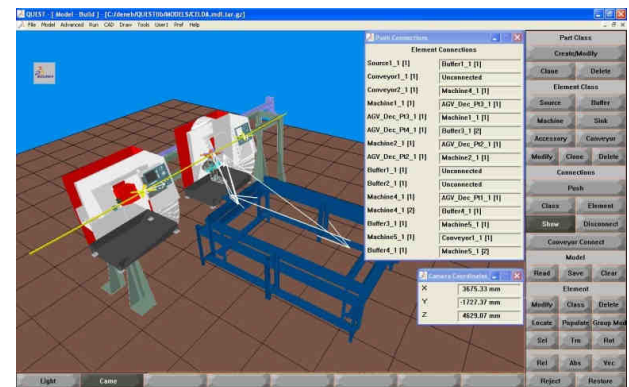 QUEST - [ Model - Build ] - [C:/deneb/QUESTlib/MODELS/CELDA.mdl.tar.gz]
File Model Advanced Run CAD Draw Tools User1 Pref Help
Push Connections
Element Connections
Source1_1 [1] Buffer1_1 [1]
Conveyor1_1 [1] Unconnected
Conveyor2_1 [1] Machine4_1 [1]
Machine1_1 [1] AGV_Dec_Pt3_1 [1]
AGV_Dec_Pt3_1 [1] Machine1_1 [1]
AGV_Dec_Pt4_1 [1] Buffer3_1 [2]
Machine2_1 [1] AGV_Dec_Pt2_1 [1]
AGV_Dec_Pt2_1 [1] Machine2_1 [1]
Buffer1_1 [1] Unconnected
Buffer2_1 [1] Unconnected
Machine4_1 [1] AGV_Dec_Pt1_1 [1]
Machine4_1 [2] Buffer4_1 [1]
Buffer3_1 [1] Machine5_1 [1]
Machine5_1 [1] Conveyor1_1 [1]
Buffer4_1 [1] Machine5_1 [2]
Camera Coordinates
X 3675.33 mm
Y -1727.37 mm
Z 4629.07 mm
Part Class
Create/Modify
Clone Delete
Element Class
Source Buffer
Machine Sink
Accessory Conveyor
Modify Clone Delete
Connections
Push
Class Element
Show Disconnect
Conveyor Connect
Model
Read Save Clear
Element
Modify Class Delete
Locate Populate Group Mod
Sel Trn Rot
Rel Abs Vec
Reject Restore
Light Came